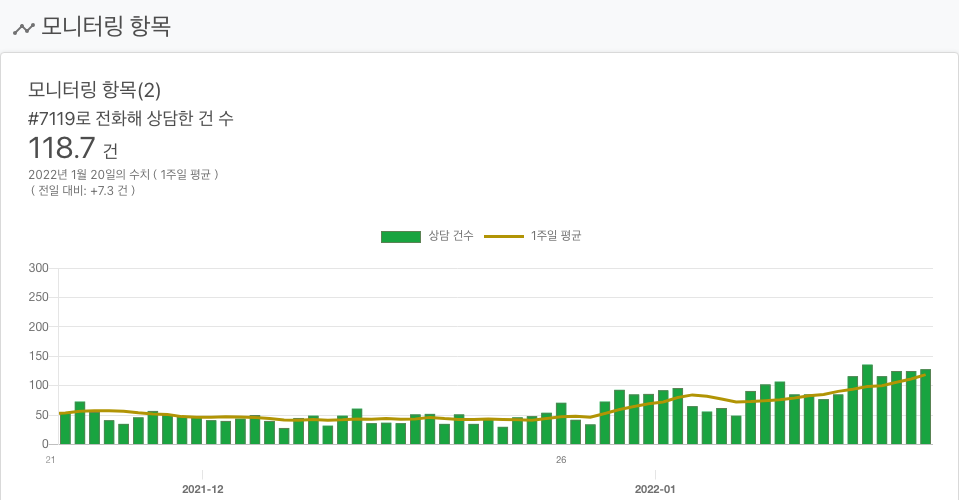 모니터링 항목
모니터링 항목(2)
#7119로 전화해 상담한 건 수
118.7 건
2022년 1월 20일의 수치 ( 1주일 평균 )
( 전일 대비: +7.3 건 )
상담 건수 1주일 평균
300
250
200
150
100
50
0
21 26
2021-12 2022-01